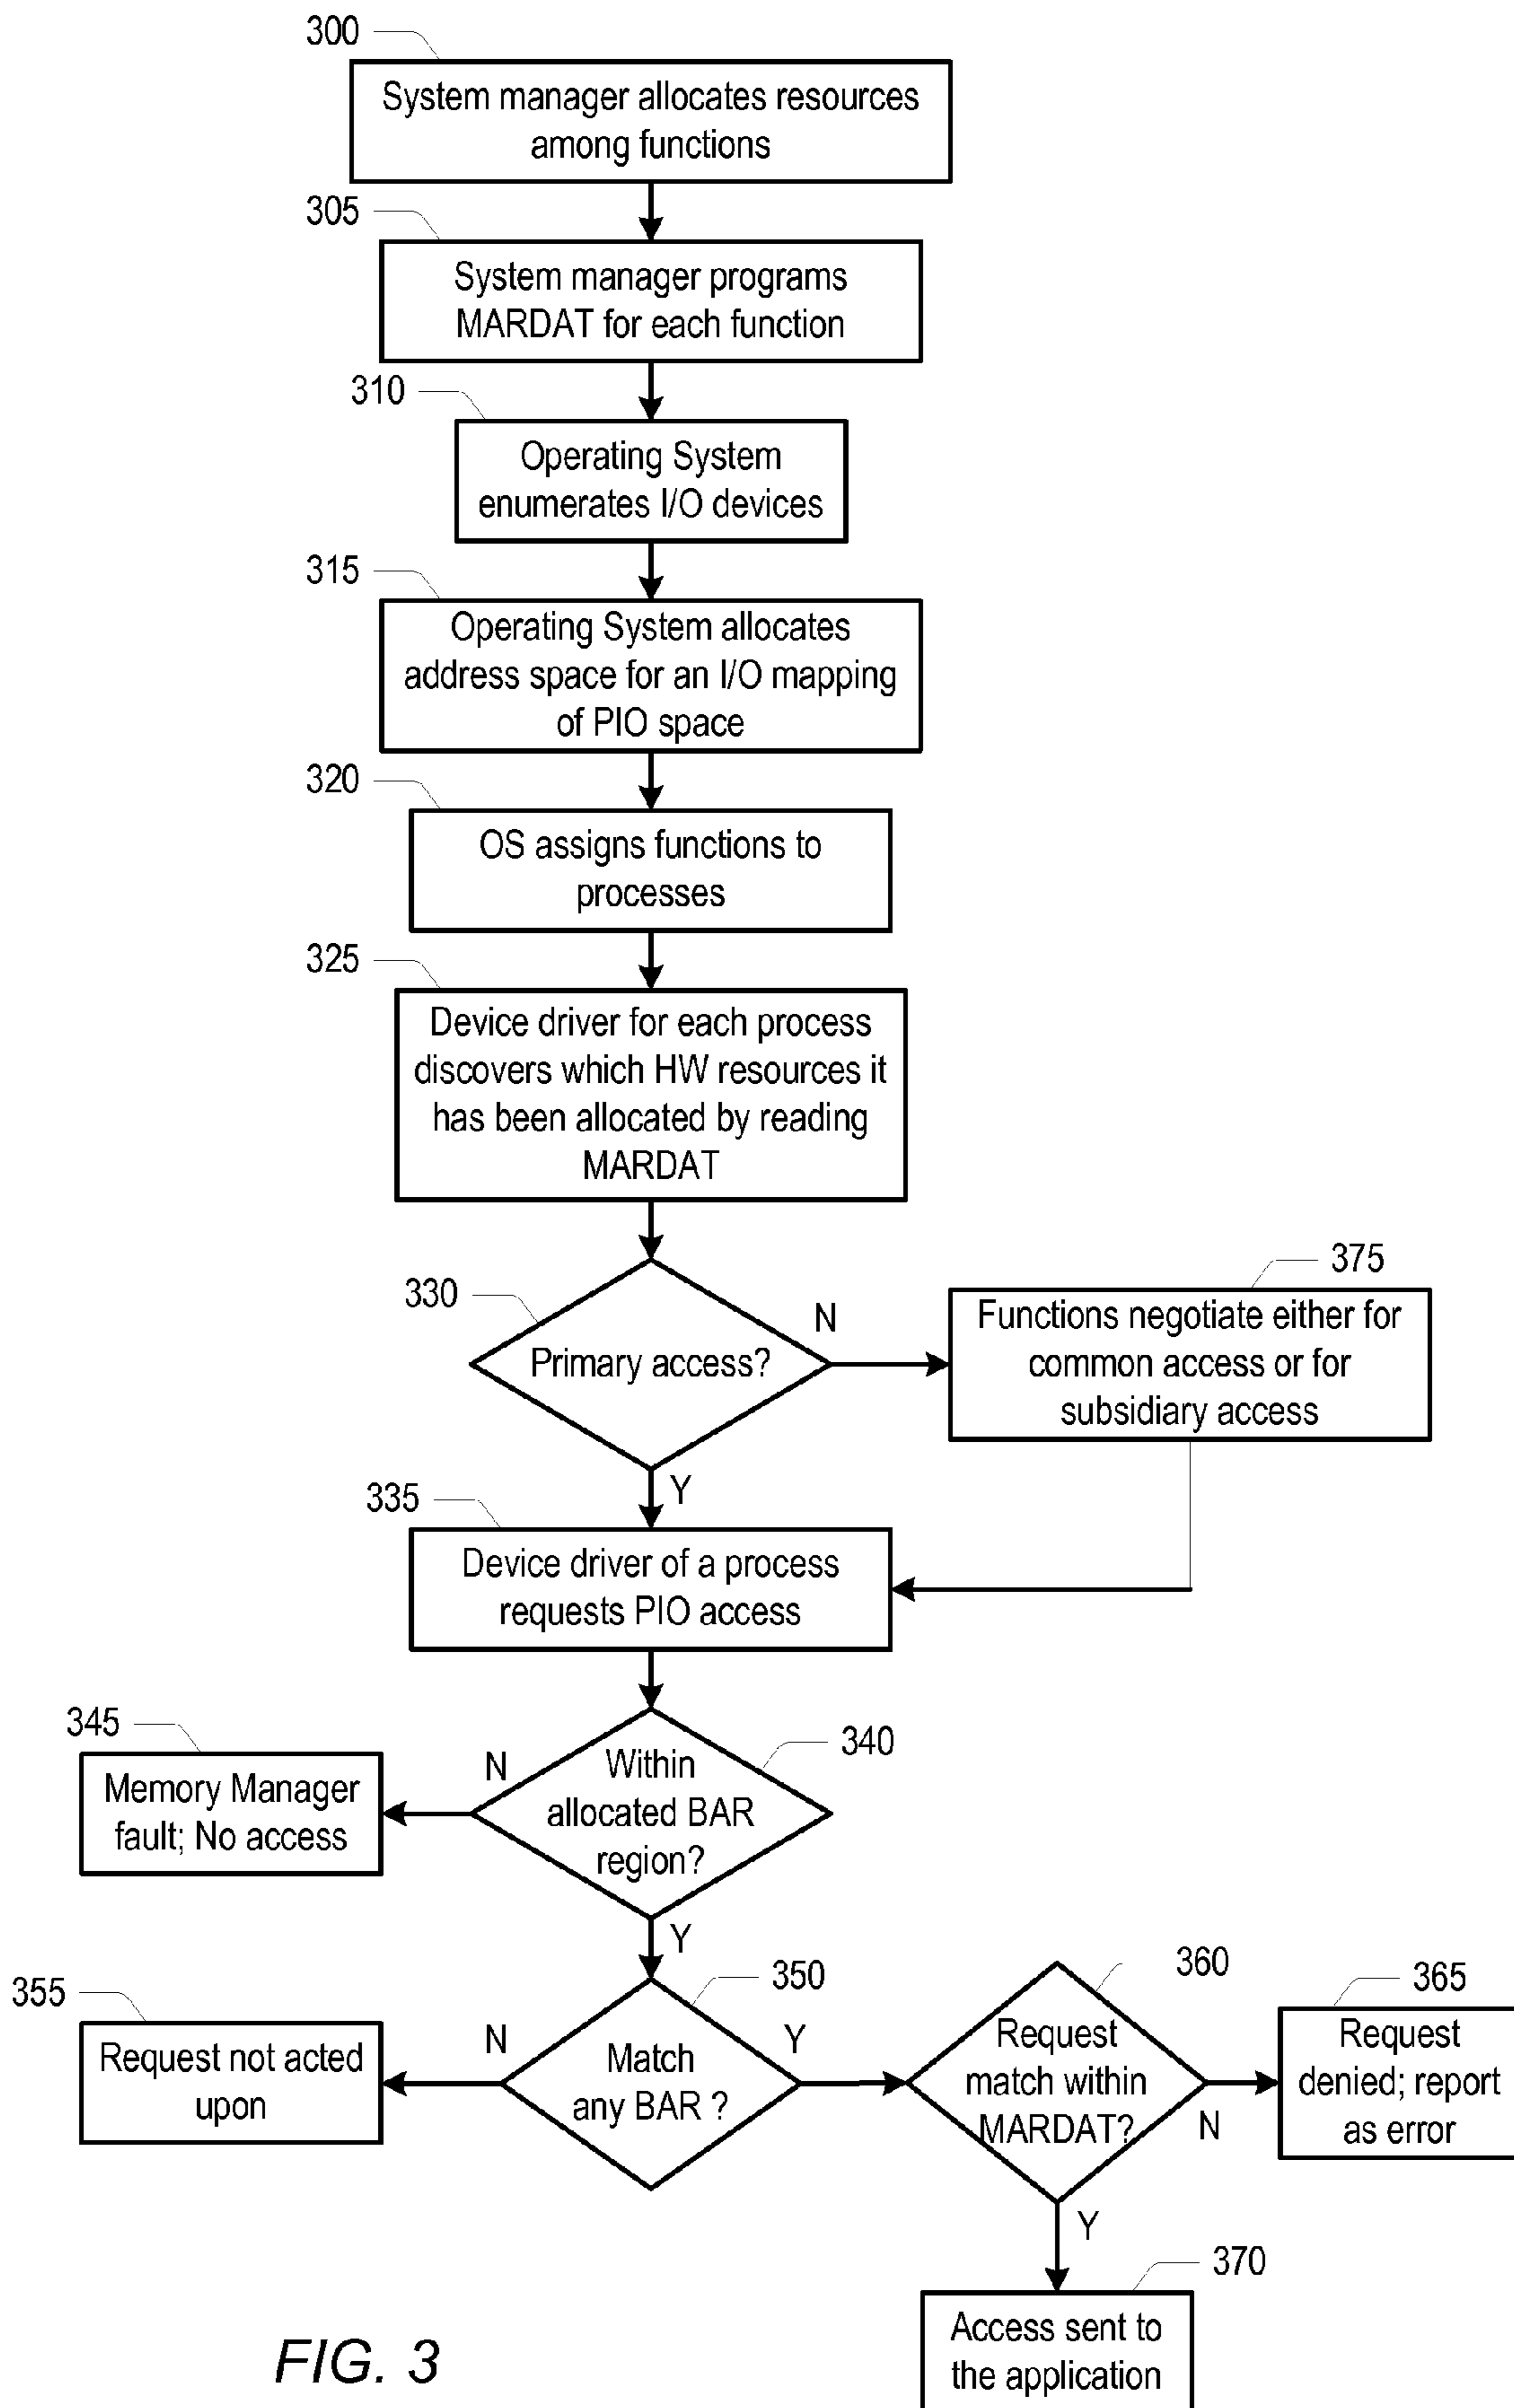 300
System manager allocates resources
among functions
305
System manager programs
MARDAT for each function
310
Operating System
enumerates I/O devices
315
Operating System allocates
address space for an I/O mapping
of PIO space
320
OS assigns functions to
processes
325
Device driver for each process
discovers which HW resources it
has been allocated by reading
MARDAT
330
Primary access?
N
Y
375
Functions negotiate either for
common access or for
subsidiary access
335
Device driver of a process
requests PIO access
340
Within
allocated BAR
region?
N
Y
345
Memory Manager
fault; No access
350
Match
any BAR ?
N
Y
355
Request not acted
upon
360
Request
match within
MARDAT?
N
Y
365
Request
denied; report
as error
370
Access sent to
the application
FIG. 3